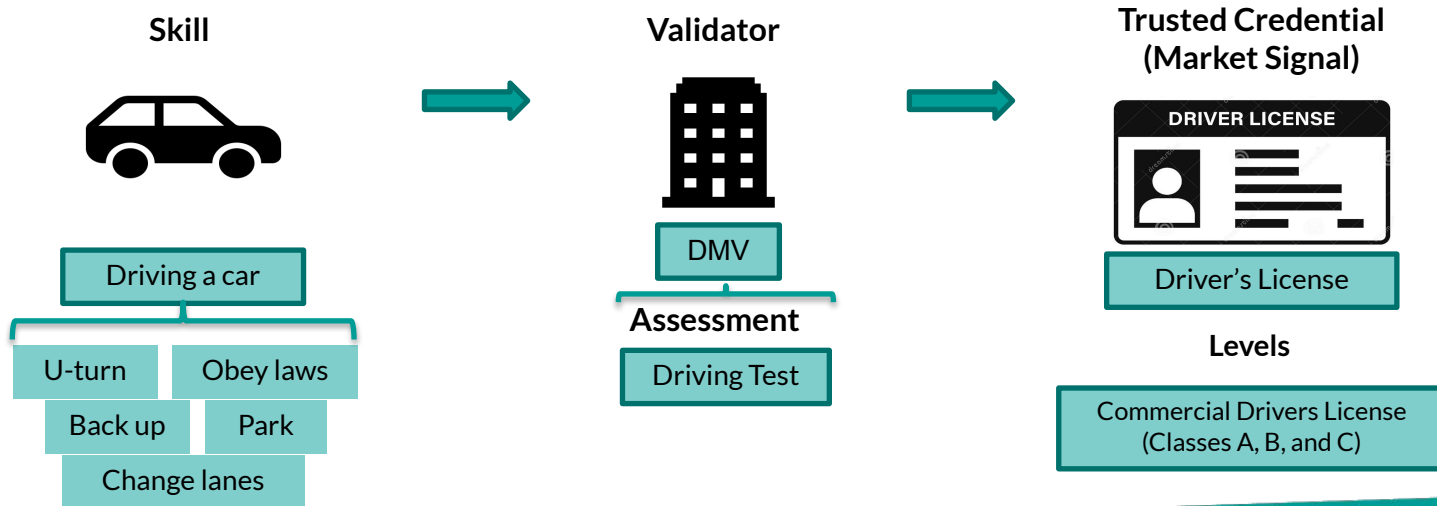 Skill
Driving a car
U-turn
Obey laws
Back up
Park
Change lanes
Validator
DMV
Assessment
Driving Test
Trusted Credential
(Market Signal)
DRIVER LICENSE
Driver’s License
Levels
Commercial Drivers License
(Classes A, B, and C)